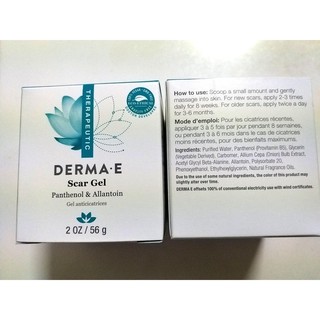 THERAPEUTIC
DERMA·E
Scar Gel
Panthenol & Allantoin
Gel anticicatrices
2 OZ/56 g
How to use: Scoop a small amount and gently
massage into skin. For new scars, apply 2-3 times
daily for 8 weeks. For older scars, apply twice a day
for 3-6 months.
Mode d'emploi: Pour les cicatrices récentes,
appliquer 3 à 5 fois par jour pendant 8 semaines,
ou pendant 3 à 6 mois dans le cas de cicatrices
moins récentes, pour des bienfaits maximums.
Ingredients: Purified Water, Panthenol (Provitamin B5), Glycerin
(Vegetable Derived), Carbomer, Allium Cepa (Onion) Bulb Extract,
Acetyl Glycyl Beta-Alanine, Allantoin, Polysorbate 20,
Phenoxyethanol, Ethylhexylglycerin, Natural Fragrance Oils.
Due to the use of some natural ingredients, the color of this product may
slightly alter over time.
DERMA E offsets 100% of conventional electricity use with wind certificates.